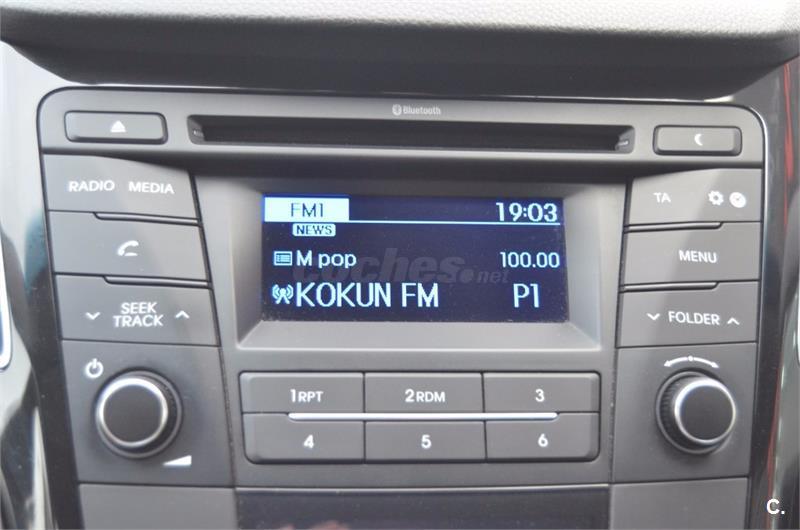 Bluetooth
RADIO MEDIA
FM1 19:03
NEWS
M pop 100.00
KOKUN FM P1
coches.net
TA
MENU
SEEK
TRACK
FOLDER
1RPT 2RDM 3
4 5 6
C.